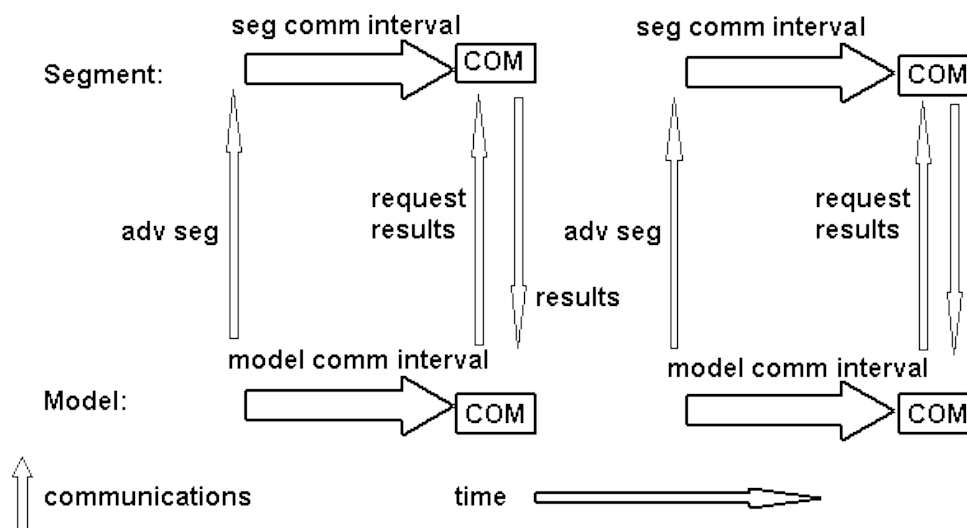 seg comm interval
seg comm interval
Segment:
COM
COM
request
results
request
results
adv seg
adv seg
results
model comm interval
model comm interval
Model:
COM
COM
communications
time